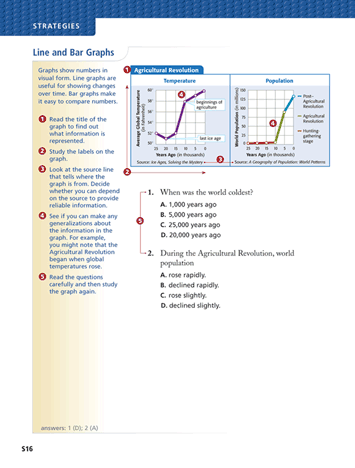 STRATEGIES
Line and Bar Graphs
Graphs show numbers in
visual form. Line graphs are
useful for showing changes
over time. Bar graphs make
it easy to compare numbers.
1 Read the title of the
graph to find out
what information is
represented.
2 Study the labels on the
graph.
3 Look at the source line
that tells where the
graph is from. Decide
whether you can depend
on the source to provide
reliable information.
4 See if you can make any
generalizations about
the information in the
graph. For example,
you might note that the
Agricultural Revolution
began when global
temperatures rose.
5 Read the questions
carefully and then study
the graph again.
1 Agricultural Revolution
Temperature
Average Global Temperature
(in Fahrenheit)
4
beginnings of
agriculture
last ice age
25 20 15 10 5 0
Years Ago (in thousands)
Source: Ice Ages, Solving the Mystery
Population
World Population (in millions)
150
125
100
75
50
25
0
4
Post–
Agricultural
Revolution
Agricultural
Revolution
Hunting-
gathering
stage
25 20 15 10 5 0
Years Ago (in thousands)
Source: A Geography of Population: World Patterns
3
2
5
1. When was the world coldest?
A. 1,000 years ago
B. 5,000 years ago
C. 25,000 years ago
D. 20,000 years ago
2. During the Agricultural Revolution, world
population
A. rose rapidly.
B. declined rapidly.
C. rose slightly.
D. declined slightly.
answers: 1 (D); 2 (A)
S16